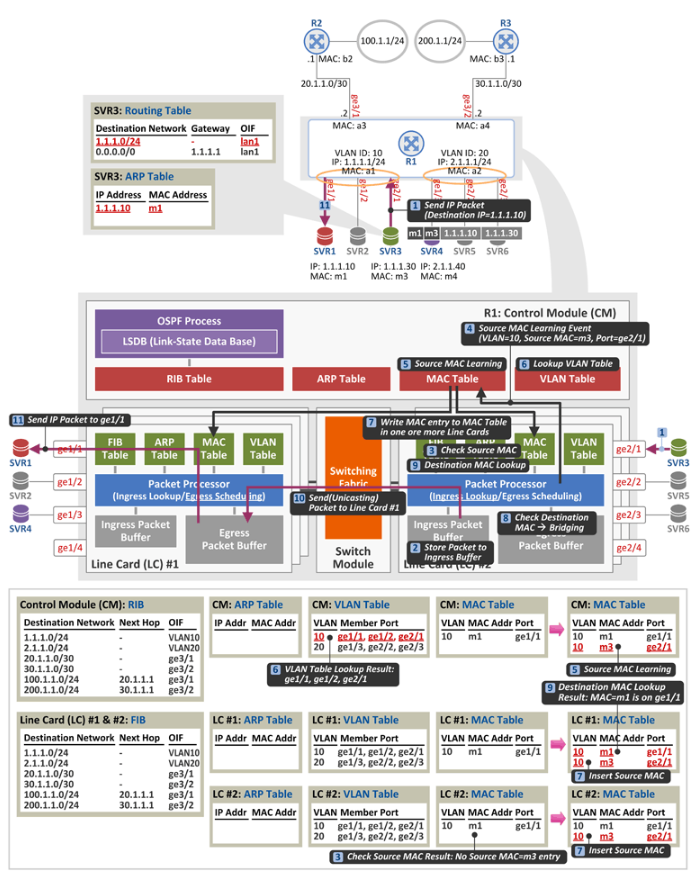 R2
R3
100.1.1/24
200.1.1/24
.1
MAC: b2
MAC: b3
.1
20.1.1.0/30
30.1.1.0/30
ge3/1
ge3/2
.2
.2
MAC: a3
MAC: a4
R1
VLAN ID: 10
IP: 1.1.1.1/24
MAC: a1
VLAN ID: 20
IP: 2.1.1.1/24
MAC: a2
ge1/1
ge1/2
ge2/1
SVR3: Routing Table
Destination Network Gateway OIF
1.1.1.0/24 - lan1
0.0.0.0/0 1.1.1.1 lan1
SVR3: ARP Table
IP Address MAC Address
1.1.1.10 m1
11
1 Send IP Packet
(Destination IP=1.1.1.10)
m1 m3 1.1.1.10 1.1.1.30
SVR1 SVR2 SVR3 SVR4 SVR5 SVR6
IP: 1.1.1.10
MAC: m1
IP: 1.1.1.30
MAC: m3
IP: 2.1.1.40
MAC: m4
R1: Control Module (CM)
OSPF Process
LSDB (Link-State Data Base)
4 Source MAC Learning Event
(VLAN=10, Source MAC=m3, Port=ge2/1)
5 Source MAC Learning
6 Lookup VLAN Table
RIB Table
ARP Table
MAC Table
VLAN Table
11 Send IP Packet to ge1/1
7 Write MAC entry to MAC Table
in one ore more Line Cards
1
SVR1
SVR2
SVR4
ge1/1
ge1/2
ge1/3
ge1/4
FIB Table
ARP Table
MAC Table
VLAN Table
Packet Processor
(Ingress Lookup/Egress Scheduling)
Ingress Packet Buffer
Egress Packet Buffer
Line Card (LC) #1
Switching Fabric
Switch Module
3 Check Source MAC
9 Destination MAC Lookup
MAC Table
VLAN Table
Packet Processor
(Ingress Lookup/Egress Scheduling)
10 Send(Unicasting)
Packet to Line Card #1
8 Check Destination
MAC → Bridging
Ingress Packet
Buffer
2 Store Packet to
Ingress Buffer
Packet Buffer
ge2/1
ge2/2
ge2/3
ge2/4
SVR3
SVR5
SVR6
Control Module (CM): RIB
Destination Network Next Hop OIF
1.1.1.0/24 - VLAN10
2.1.1.0/24 - VLAN20
20.1.1.0/30 - ge3/1
30.1.1.0/30 - ge3/2
100.1.1.0/24 20.1.1.1 ge3/1
200.1.1.0/24 30.1.1.1 ge3/2
CM: ARP Table
IP Addr MAC Addr
CM: VLAN Table
VLAN Member Port
10 ge1/1, ge1/2, ge2/1
20 ge1/3, ge2/2, ge2/3
6 VLAN Table Lookup Result:
ge1/1, ge1/2, ge2/1
CM: MAC Table
VLAN MAC Addr Port
10 m1 ge1/1
CM: MAC Table
VLAN MAC Addr Port
10 m1 ge1/1
10 m3 ge2/1
5 Source MAC Learning
9 Destination MAC Lookup
Result: MAC=m1 is on ge1/1
Line Card (LC) #1 & #2: FIB
Destination Network Next Hop OIF
1.1.1.0/24 - VLAN10
2.1.1.0/24 - VLAN20
20.1.1.0/30 - ge3/1
30.1.1.0/30 - ge3/2
100.1.1.0/24 20.1.1.1 ge3/1
200.1.1.0/24 30.1.1.1 ge3/2
LC #1: ARP Table
IP Addr MAC Addr
LC #1: VLAN Table
VLAN Member Port
10 ge1/1, ge1/2, ge2/1
20 ge1/3, ge2/2, ge2/3
LC #1: MAC Table
VLAN MAC Addr Port
10 m1 ge1/1
LC #1: MAC Table
VLAN MAC Addr Port
10 m1 ge1/1
10 m3 ge2/1
7 Insert Source MAC
LC #2: ARP Table
IP Addr MAC Addr
LC #2: VLAN Table
VLAN Member Port
10 ge1/1, ge1/2, ge2/1
20 ge1/3, ge2/2, ge2/3
LC #2: MAC Table
VLAN MAC Addr Port
10 m1 ge1/1
LC #2: MAC Table
VLAN MAC Addr Port
10 m1 ge1/1
10 m3 ge2/1
7 Insert Source MAC
3 Check Source MAC Result: No Source MAC=m3 entry